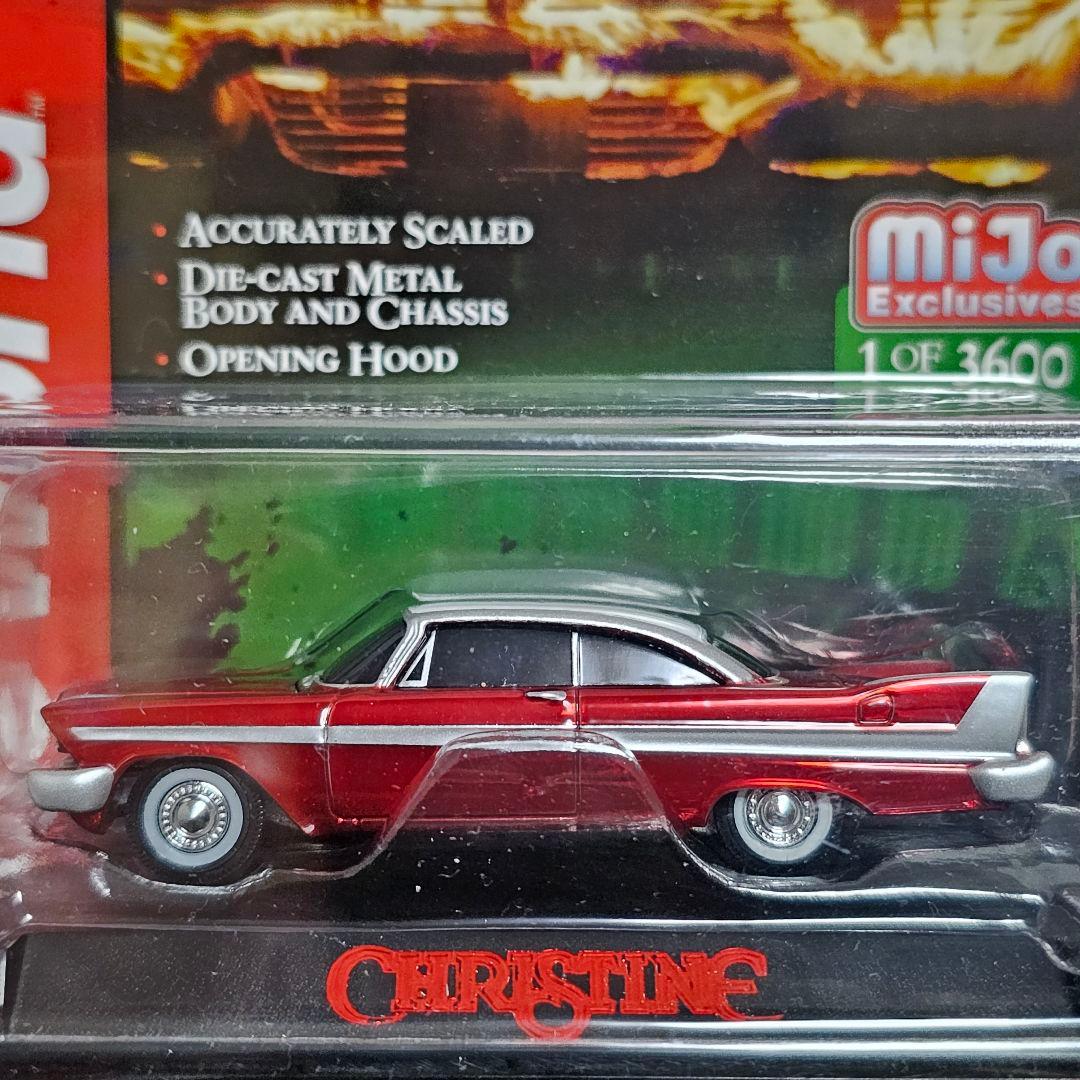 • Accurately Scaled
• Die-cast Metal
Body and Chassis
• Opening Hood
MiJo
Exclusives
1 of 3600
Christine